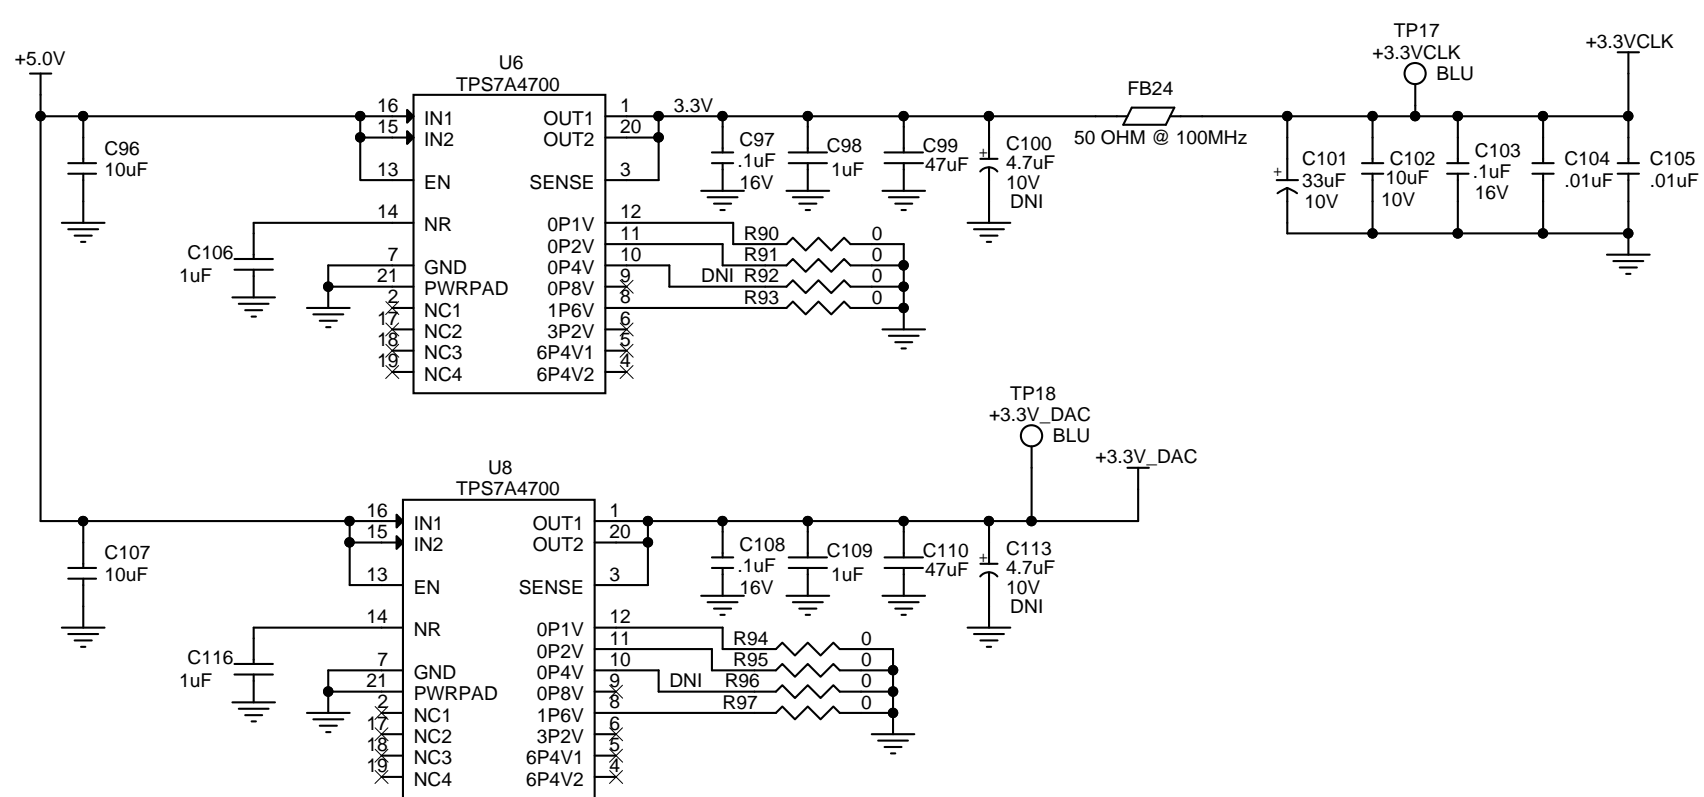 +5.0V
U6
TPS7A4700
16 IN1
15 IN2
13 EN
14 NR
7 GND
21 PWRPAD
2 NC1
17 NC2
18 NC3
19 NC4
OUT1 1
OUT2 20
SENSE 3
0P1V 12
0P2V 11
0P4V 10
0P8V 9
1P6V 8
3P2V 6
6P4V1 5
6P4V2 4
C96
10uF
C106
1uF
3.3V
C97
.1uF
16V
C98
1uF
C99
47uF
+
C100
4.7uF
10V
DNI
R90 0
R91 0
DNI R92 0
R93 0
FB24
50 OHM @ 100MHz
TP17
+3.3VCLK
BLU
+3.3VCLK
+
C101
33uF
10V
C102
10uF
10V
C103
.1uF
16V
C104
.01uF
C105
.01uF
U8
TPS7A4700
16 IN1
15 IN2
13 EN
14 NR
7 GND
21 PWRPAD
2 NC1
17 NC2
18 NC3
19 NC4
OUT1 1
OUT2 20
SENSE 3
0P1V 12
0P2V 11
0P4V 10
0P8V 9
1P6V 8
3P2V 6
6P4V1 5
6P4V2 4
C107
10uF
C116
1uF
C108
.1uF
16V
C109
1uF
C110
47uF
+
C113
4.7uF
10V
DNI
R94 0
R95 0
DNI R96 0
R97 0
TP18
+3.3V_DAC
BLU
+3.3V_DAC